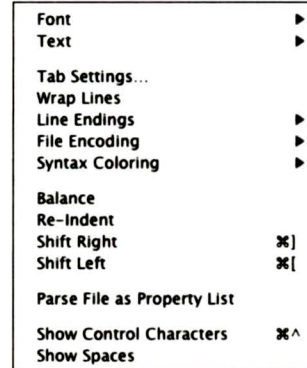 Font ▶
Text ▶
Tab Settings...
Wrap Lines
Line Endings ▶
File Encoding ▶
Syntax Coloring ▶
Balance
Re-Indent
Shift Right ⌘]
Shift Left ⌘[
Parse File as Property List
Show Control Characters ⌘^
Show Spaces